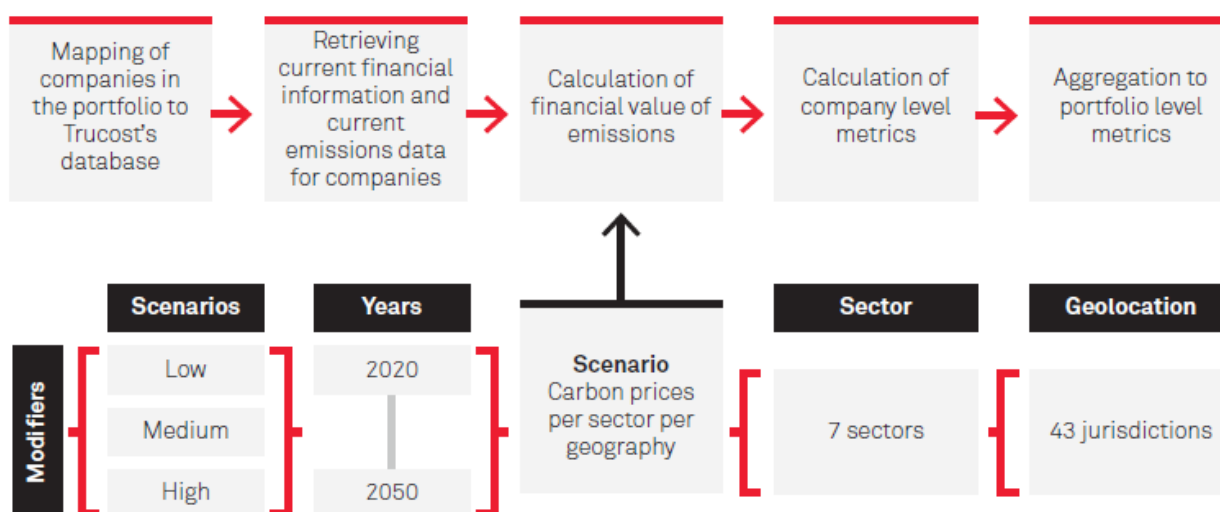 Mapping of
companies in
the portfolio to
Trucost's
database
Retrieving
current financial
information and
current
emissions data
for companies
Calculation of
financial value of
emissions
Calculation of
company level
metrics
Aggregation to
portfolio level
metrics
Modifiers
Scenarios
Low
Medium
High
Years
2020
2050
Scenario
Carbon prices
per sector per
geography
Sector
7 sectors
Geolocation
43 jurisdictions